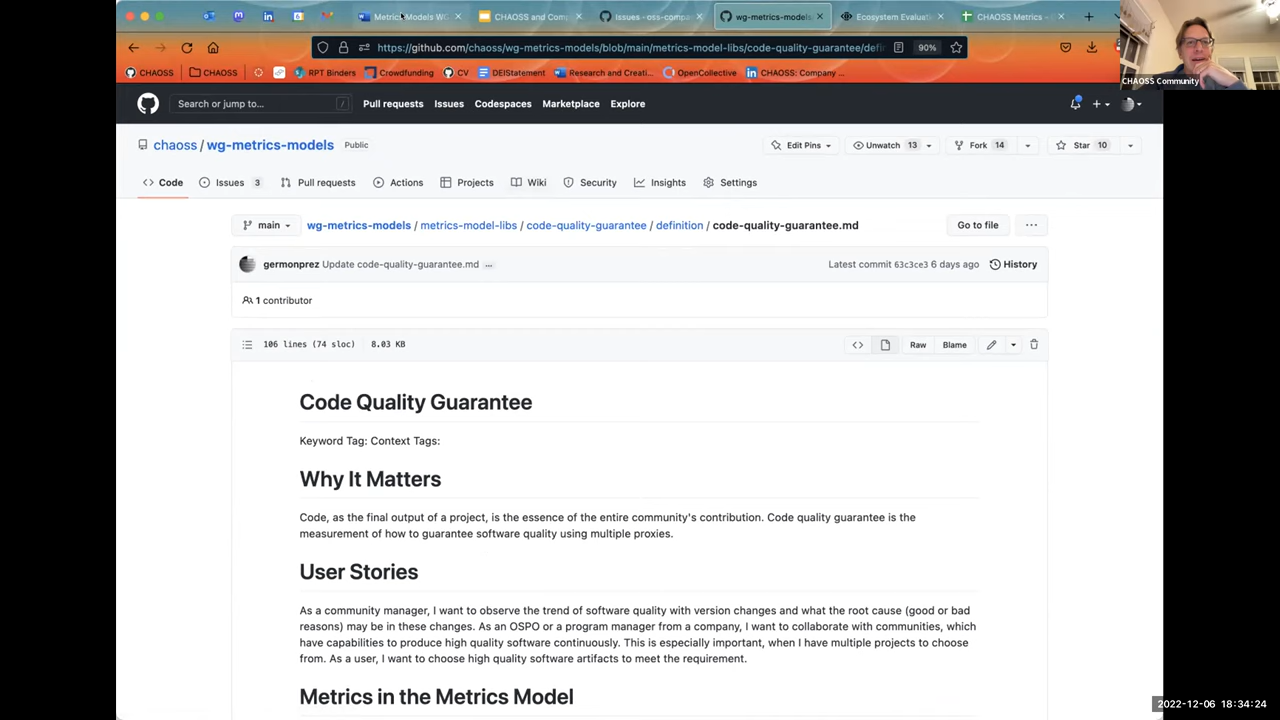 Metrics Models WG
CHAOSS and Com
Issues · oss-compa
wg-metrics-models
Ecosystem Evaluat
CHAOSS Metrics
https://github.com/chaoss/wg-metrics-models/blob/main/metrics-model-libs/code-quality-guarantee/defi
90%
CHAOSS
CHAOSS
RPT Binders
Crowdfunding
CV
DEIStatement
Research and Creati...
OpenCollective
CHAOSS: Company ...
CHAOSS Community
Search or jump to...
/
Pull requests
Issues
Codespaces
Marketplace
Explore
chaoss / wg-metrics-models
Public
Edit Pins
Unwatch 13
Fork 14
Star 10
Code
Issues 3
Pull requests
Actions
Projects
Wiki
Security
Insights
Settings
main
wg-metrics-models / metrics-model-libs / code-quality-guarantee / definition / code-quality-guarantee.md
Go to file
germonprez Update code-quality-guarantee.md
Latest commit 63c3ce3 6 days ago
History
1 contributor
106 lines (74 sloc)
8.03 KB
Raw
Blame
Code Quality Guarantee
Keyword Tag: Context Tags:
Why It Matters
Code, as the final output of a project, is the essence of the entire community's contribution. Code quality guarantee is the
measurement of how to guarantee software quality using multiple proxies.
User Stories
As a community manager, I want to observe the trend of software quality with version changes and what the root cause (good or bad
reasons) may be in these changes. As an OSPO or a program manager from a company, I want to collaborate with communities, which
have capabilities to produce high quality software continuously. This is especially important, when I have multiple projects to choose
from. As a user, I want to choose high quality software artifacts to meet the requirement.
Metrics in the Metrics Model
2022-12-06 18:34:24